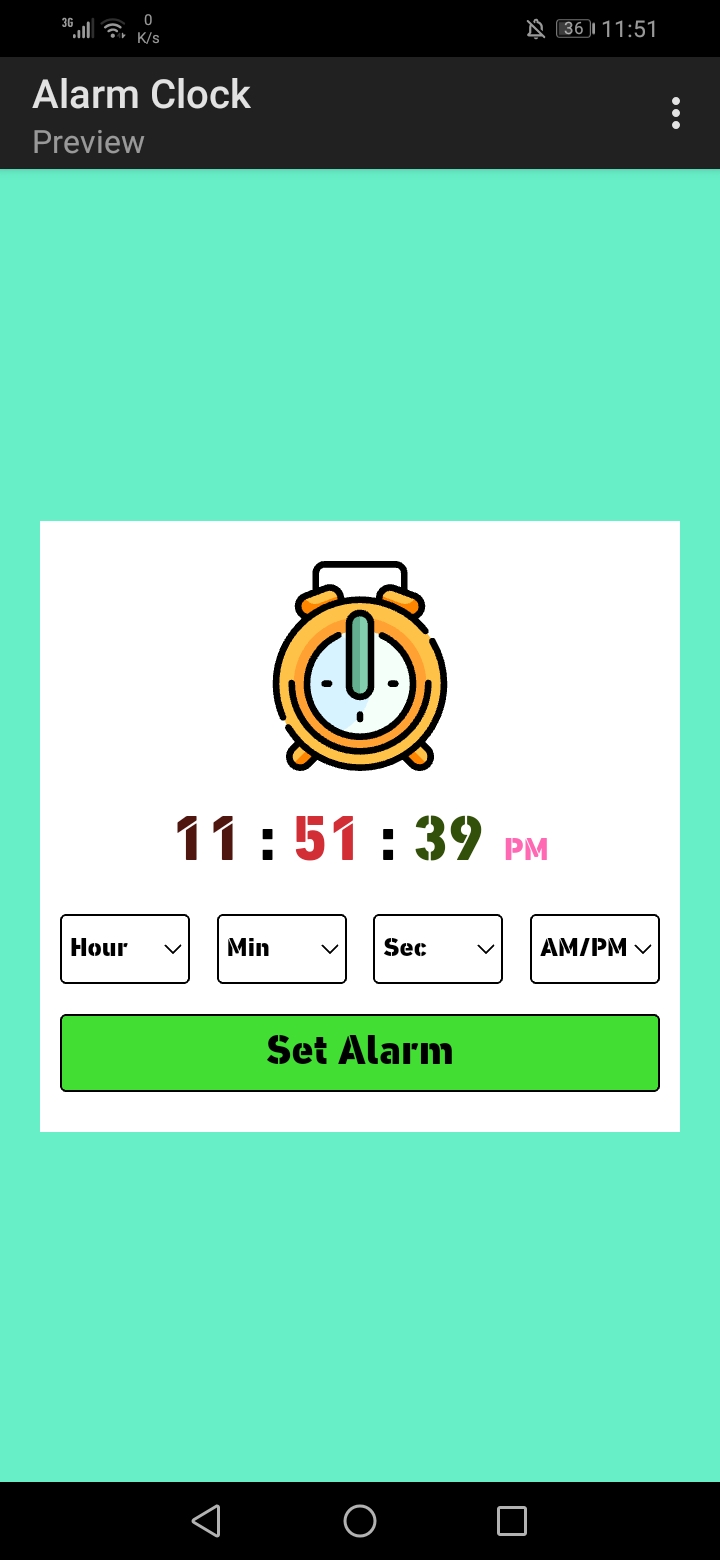 3G 0 K/s 36 11:51
Alarm Clock
Preview
11 : 51 : 39 PM
Hour Min Sec AM/PM
Set Alarm